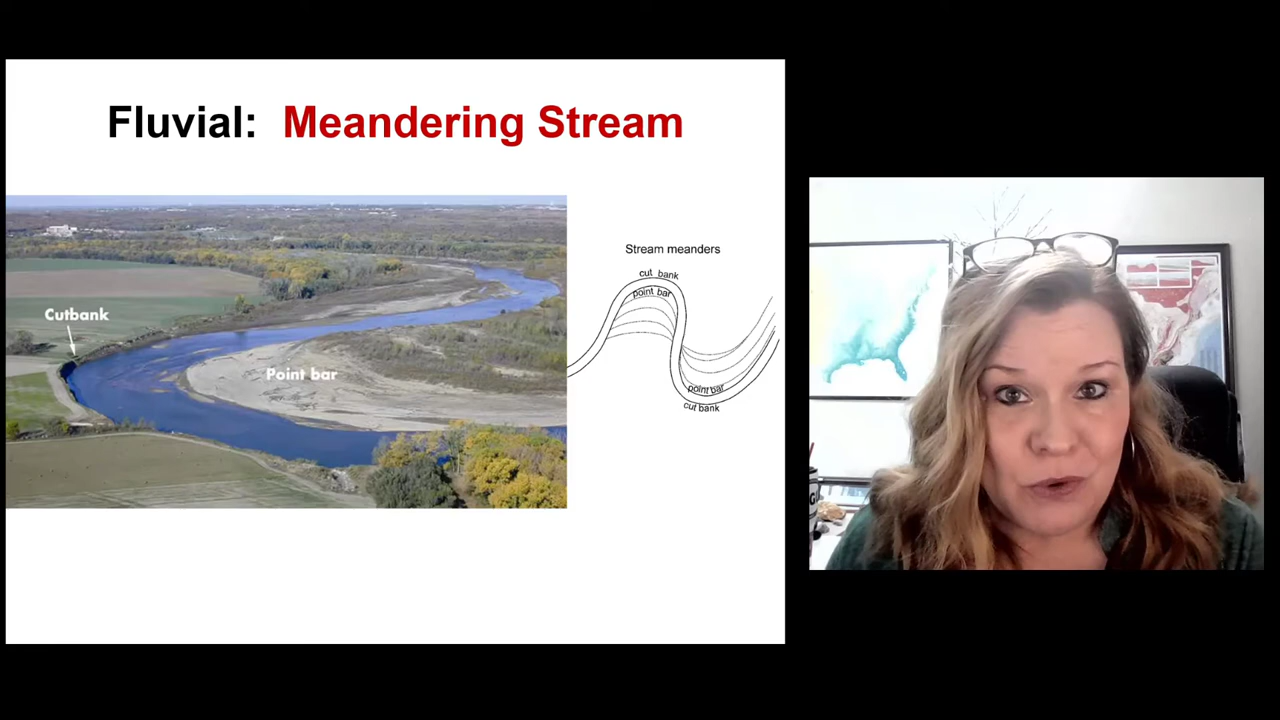 Fluvial: Meandering Stream
Cutbank
Point bar
Stream meanders
cut bank
point bar
point bar
cut bank